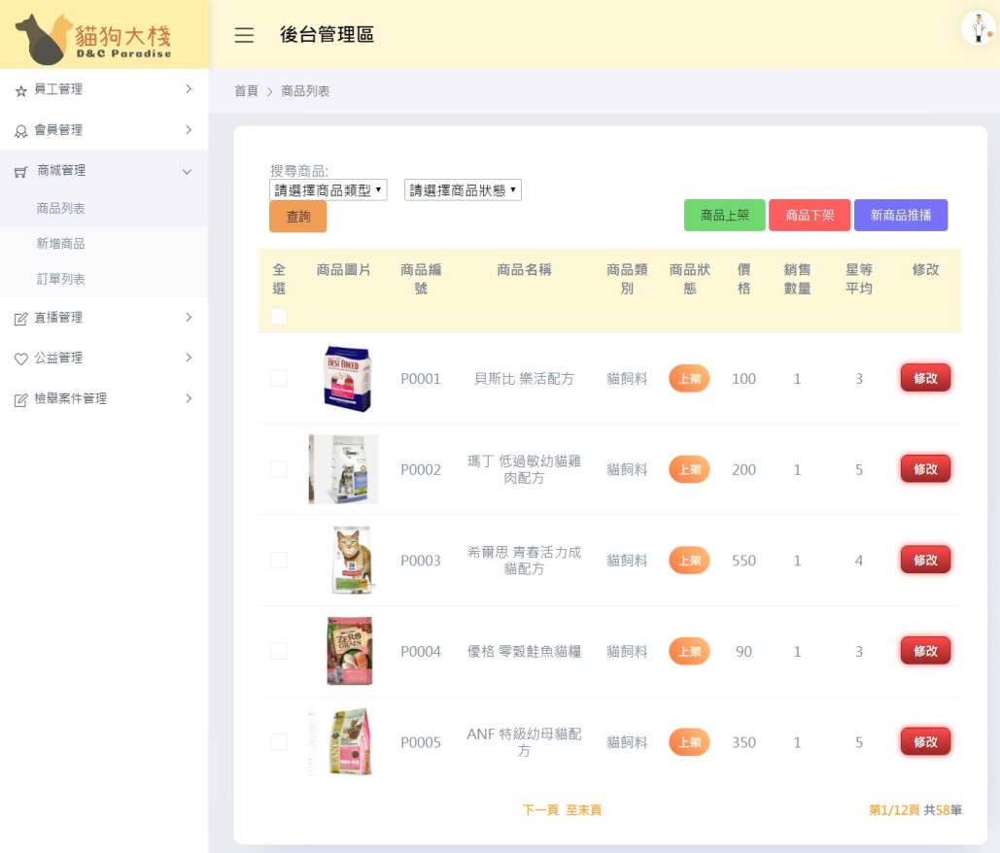 貓狗大棧
D&C Paradise
後台管理區
員工管理
會員管理
商城管理
商品列表
新增商品
訂單列表
直播管理
公益管理
檢舉案件管理
首頁 > 商品列表
搜尋商品:
請選擇商品類型 請選擇商品狀態
查詢
商品上架 商品下架 新商品推播
全選 商品圖片 商品編號 商品名稱 商品類別 商品狀態 價格 銷售數量 星等平均 修改
BEST BREED
P0001 貝斯比 樂活配方 貓飼料 上架 100 1 3 修改
P0002 瑪丁 低過敏幼貓雞肉配方 貓飼料 上架 200 1 5 修改
P0003 希爾思 青春活力成貓配方 貓飼料 上架 550 1 4 修改
ZERO GRAIN
P0004 優格 零穀鮭魚貓糧 貓飼料 上架 90 1 3 修改
P0005 ANF 特級幼母貓配方 貓飼料 上架 350 1 5 修改
下一頁 至末頁
第1/12頁 共58筆